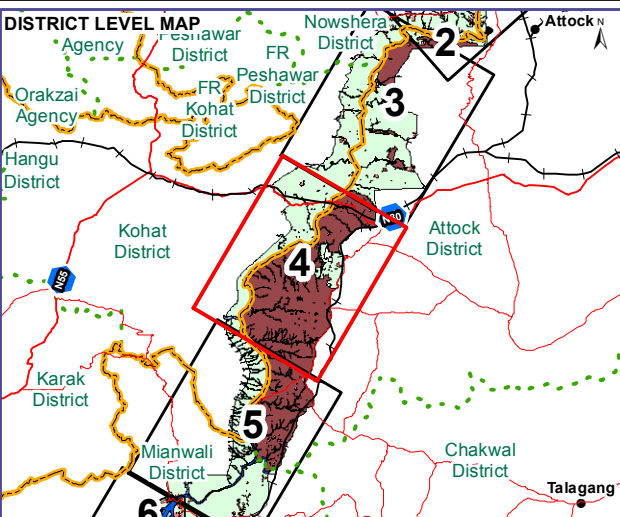 DISTRICT LEVEL MAP
Nowshera
District
Attock
N
Agency
Peshawar
District
FR
Peshawar
District
2
Orakzai
Agency
FR
Kohat
District
3
Hangu
District
N80
Kohat
District
Attock
District
4
N55
Karak
District
5
Mianwali
District
Chakwal
District
Talagang
6